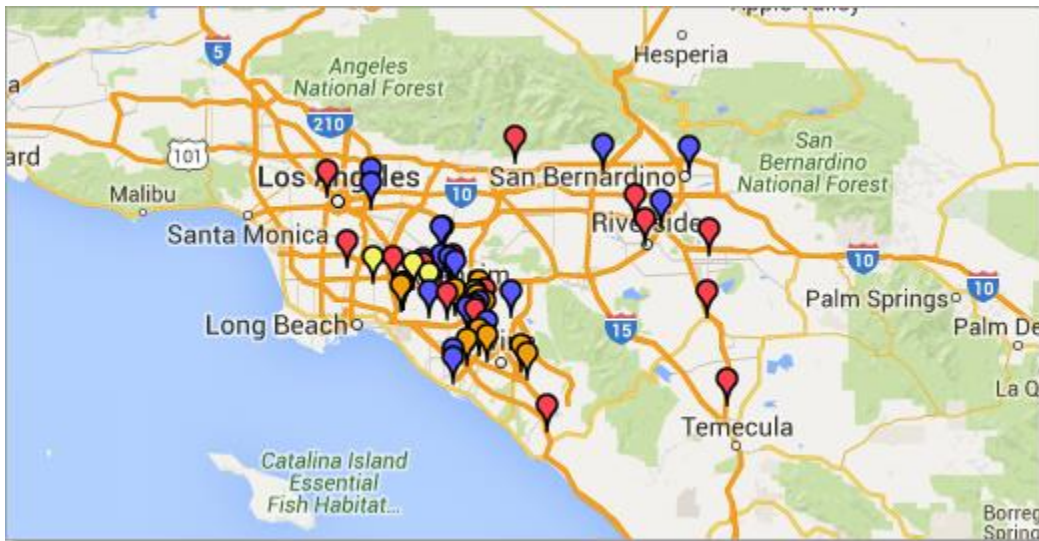 Apple Valley
5
Hesperia
Angeles
National Forest
a
210
ard
101
San
Bernardino
National Forest
Los Angeles
10
San Bernardino
Malibu
Riverside
Santa Monica
10
10
Palm Springs
Long Beach
15
Palm De
La Q
Temecula
Catalina Island
Essential
Fish Habitat...
Borreg
Spring